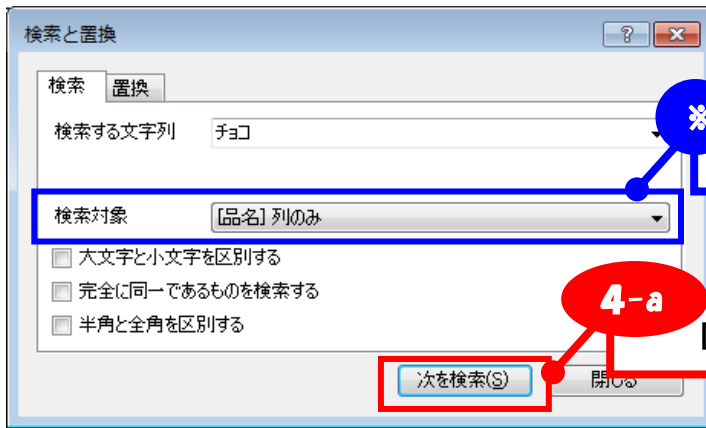 検索と置換
検索 置換
検索する文字列 チョコ
※
検索対象 [品名] 列のみ
大文字と小文字を区別する
完全に同一であるものを検索する
半角と全角を区別する
4-a
次を検索(S) 閉じる